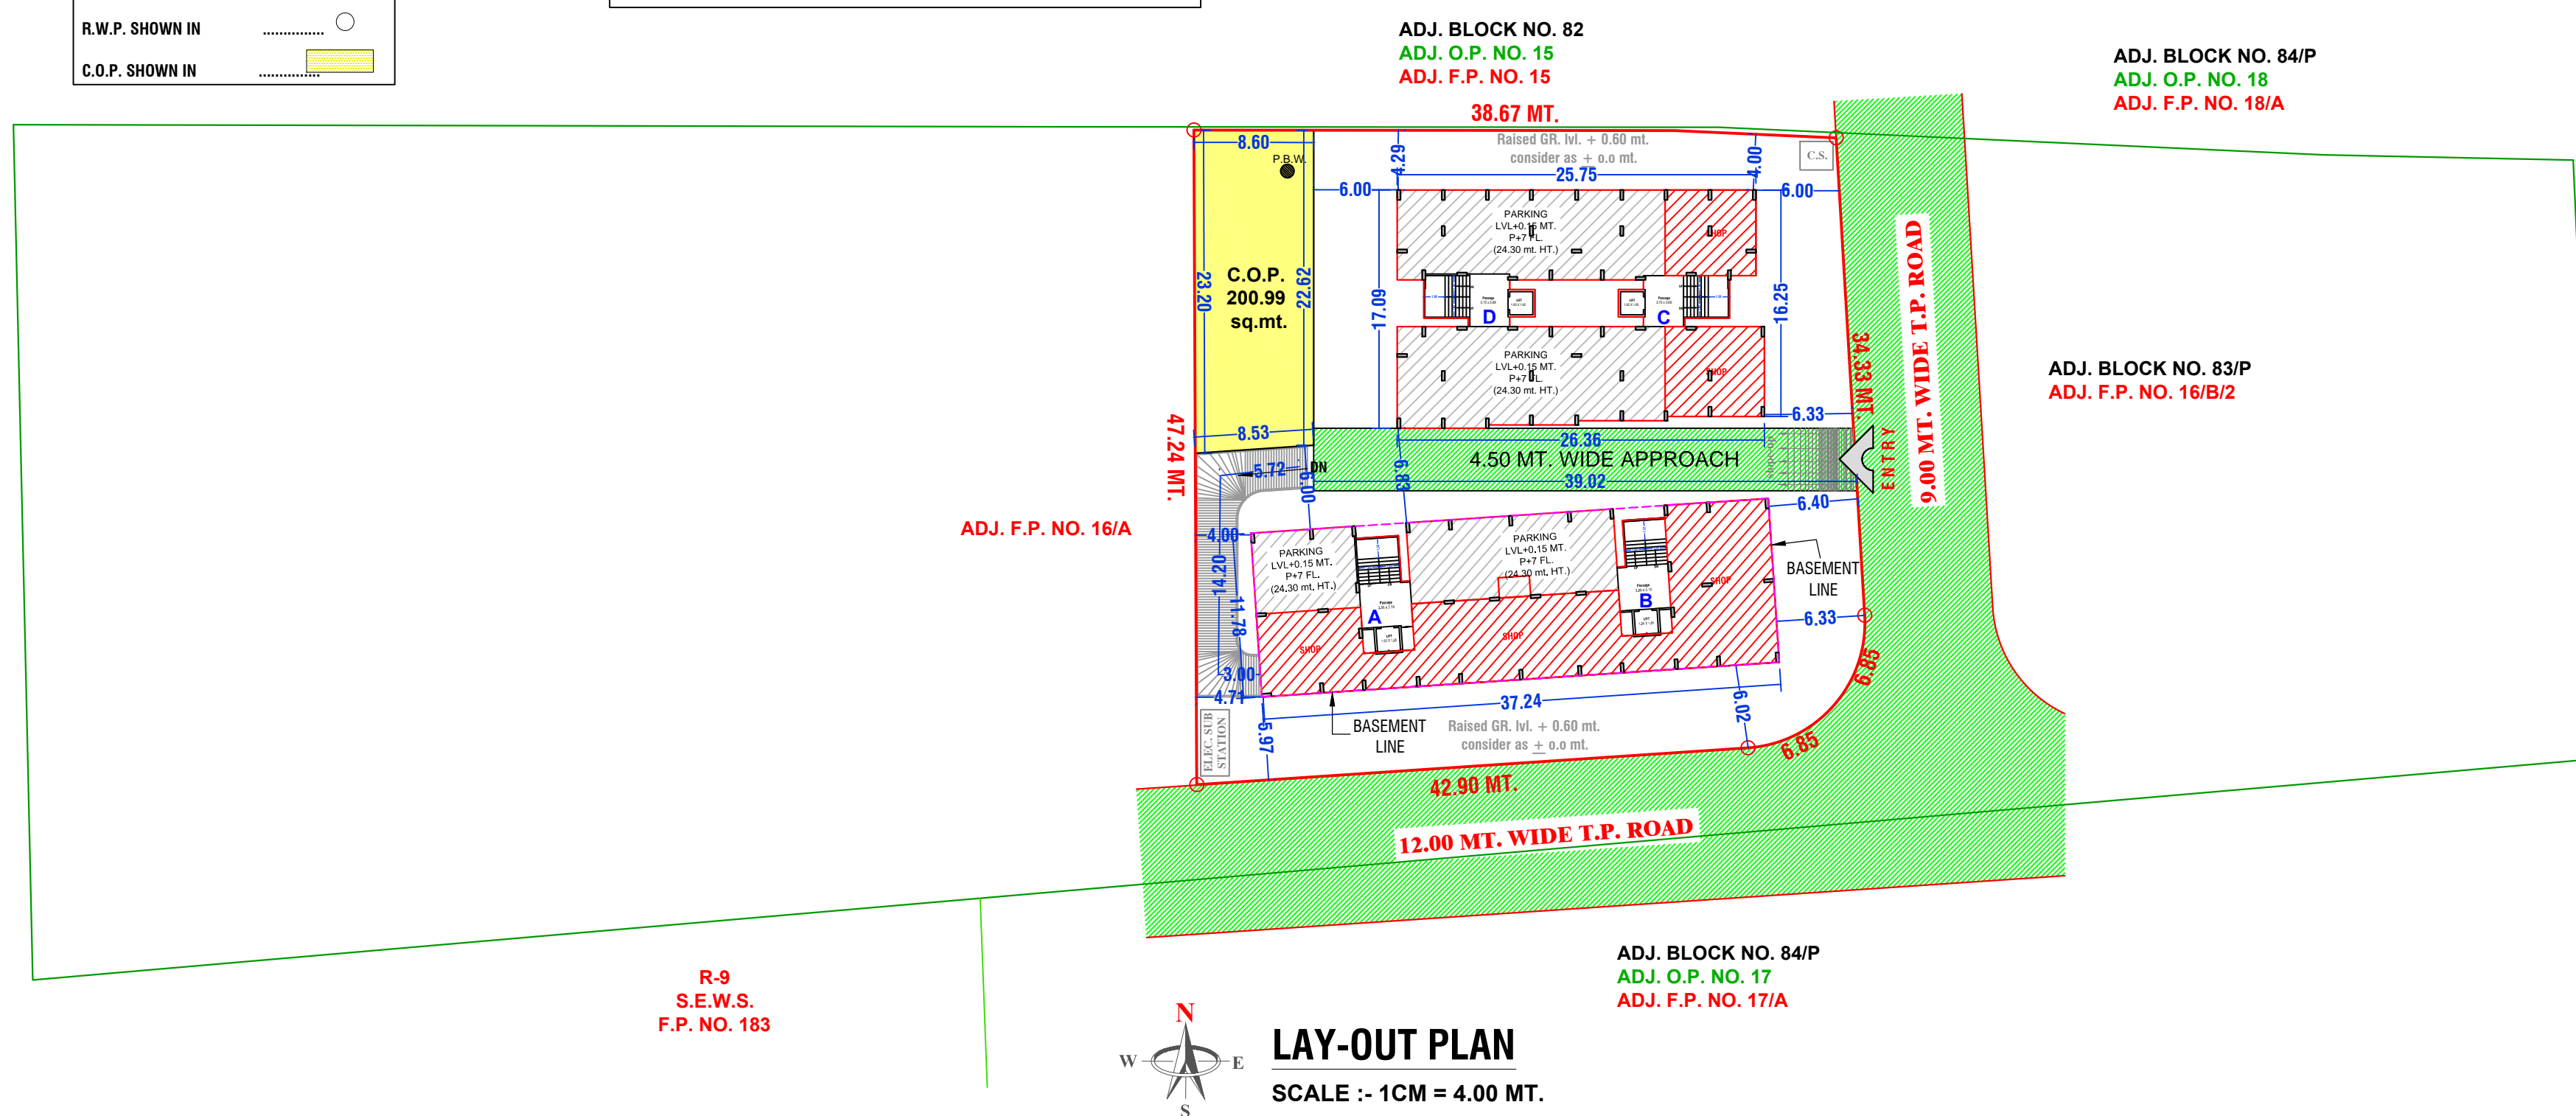 R.W.P. SHOWN IN ...............
C.O.P. SHOWN IN ...............
ADJ. BLOCK NO. 82
ADJ. O.P. NO. 15
ADJ. F.P. NO. 15
ADJ. BLOCK NO. 84/P
ADJ. O.P. NO. 18
ADJ. F.P. NO. 18/A
38.67 MT.
Raised GR. lvl. + 0.60 mt.
consider as + o.o mt.
C.S.
8.60
P.B.W.
4.29
4.00
25.75
6.00
6.00
PARKING
LVL+0.15 MT.
P+7 FL.
(24.30 mt. HT.)
SHOP
C.O.P.
200.99
sq.mt.
23.20
22.62
17.09
16.25
D
C
PARKING
LVL+0.15 MT.
P+7 FL.
(24.30 mt. HT.)
SHOP
34.33 MT.
9.00 MT. WIDE T.P. ROAD
ADJ. BLOCK NO. 83/P
ADJ. F.P. NO. 16/B/2
6.33
8.53
26.36
4.50 MT. WIDE APPROACH
39.02
ENTRY
47.24 MT.
5.72
DN
6.00
6.83
6.40
ADJ. F.P. NO. 16/A
4.00
PARKING
LVL+0.15 MT.
P+7 FL.
(24.30 mt. HT.)
PARKING
LVL+0.15 MT.
P+7 FL.
(24.30 mt. HT.)
SHOP
BASEMENT
LINE
14.20
11.78
A
B
SHOP
SHOP
6.33
3.00
4.71
37.24
6.02
6.85
6.85
5.97
ELEC. SUB
STATION
BASEMENT
LINE
Raised GR. lvl. + 0.60 mt.
consider as + o.o mt.
42.90 MT.
12.00 MT. WIDE T.P. ROAD
R-9
S.E.W.S.
F.P. NO. 183
ADJ. BLOCK NO. 84/P
ADJ. O.P. NO. 17
ADJ. F.P. NO. 17/A
N
W
E
S
LAY-OUT PLAN
SCALE :- 1CM = 4.00 MT.